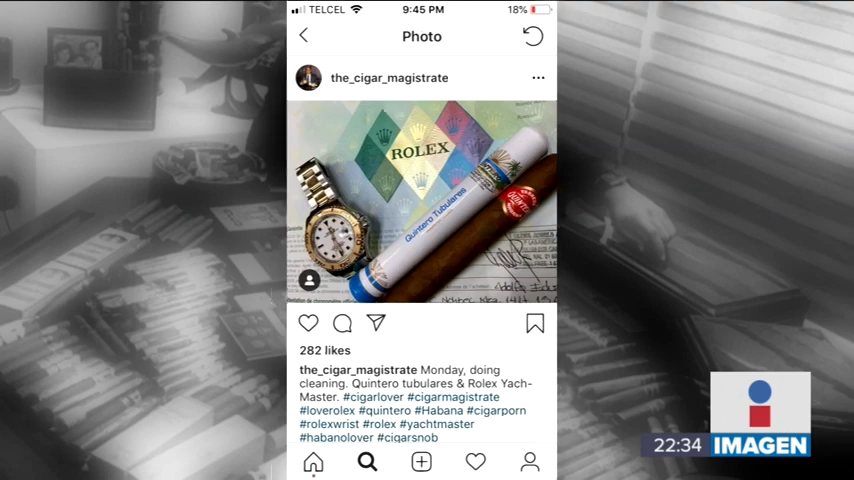 TELCEL
9:45 PM
18%
Photo
the_cigar_magistrate
ROLEX
Quintero Tubulares
QUINTERO
282 likes
the_cigar_magistrate Monday, doing
cleaning. Quintero tubulares & Rolex Yach-
Master. #cigarlover #cigarmagistrate
#loverolex #quintero #Habana #cigarporn
#rolexwrist #rolex #yachtmaster
#habanolover #cigarsnob
22:34 IMAGEN